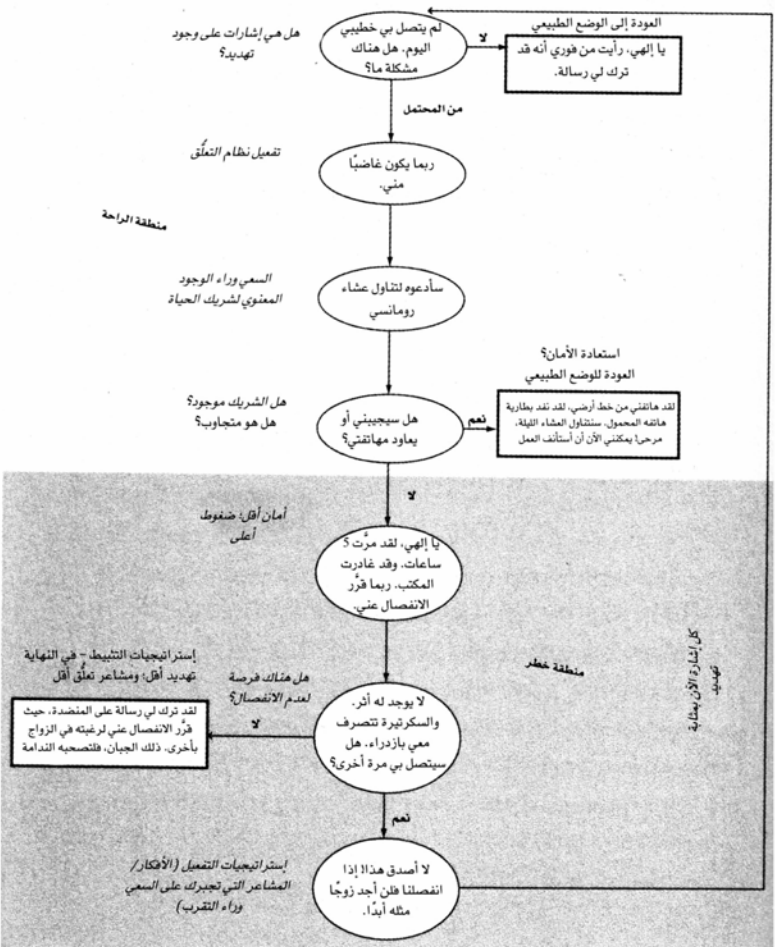 العودة إلى الوضع الطبيعي
هل هي إشارات على وجود
تهديد؟
لم يتصل بي خطيبي
اليوم. هل هناك
مشكلة ما؟
لا
يا إلهي، رأيت من فوري أنه قد
ترك لي رسالة.
من المحتمل
تفعيل نظام التعلُّق
ربما يكون غاضبًا
مني.
منطقة الراحة
السعي وراء الوجود
المعنوي لشريك الحياة
سأدعوه لتناول عشاء
رومانسي
استعادة الأمان؟
العودة للوضع الطبيعي
هل الشريك موجود؟
هل هو متجاوب؟
هل سيجيبني أو
يعاود مهاتفتي؟
نعم
لقد هاتفني من خط أرضي، لقد نفد بطارية
هاتفه المحمول، سنتناول العشاء الليلة،
مرحى! يمكنني الآن أن أستأنف العمل
لا
أمان أقل؛ ضغوط
أعلى
يا إلهي، لقد مرَّت 5
ساعات، وقد غادرت
المكتب. ربما قرَّر
الانفصال عني.
كل إشارة الآن بمثابة
تهديد
منطقة خطر
إستراتيجيات التثبيط – في النهاية
تهديد أقل؛ ومشاعر تعلُّق أقل
هل هناك فرصة
لعدم الانفصال؟
لا يوجد له أثر،
والسكرتيرة تتصرف
معي بازدراء. هل
سيتصل بي مرة أخرى؟
لا
لقد ترك لي رسالة على المنضدة، حيث
قرَّر الانفصال عني لرغبته في الزواج
بأخرى. ذلك الجبان، فلتصحبه الندامة
نعم
إستراتيجيات التفعيل (الأفكار/
المشاعر التي تجبرك على السعي
وراء التقرب)
لا أصدق هذا! إذا
انفصلنا فلن أجد زوجًا
مثله أبدًا.